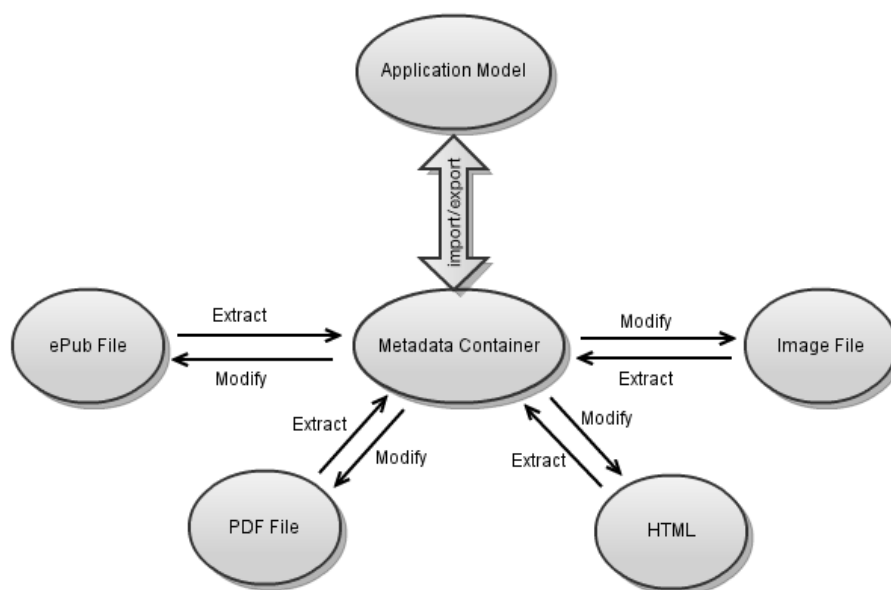 Application Model
import/export
Extract
Modify
ePub File
Metadata Container
Image File
Modify
Extract
Extract
Modify
Modify
Extract
PDF File
HTML